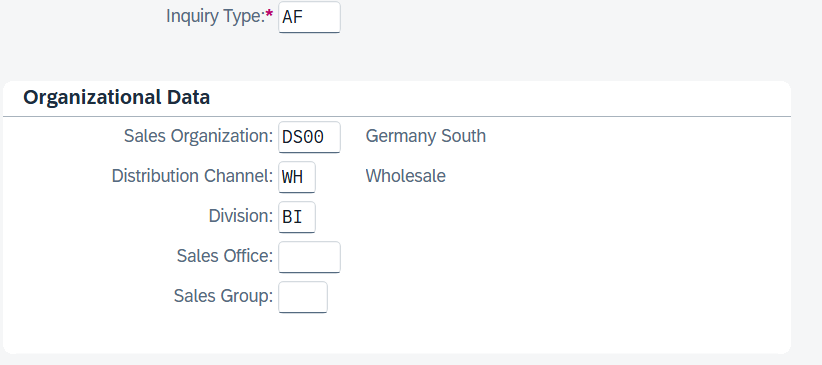 Inquiry Type:* AF
Organizational Data
Sales Organization: DS00 Germany South
Distribution Channel: WH Wholesale
Division: BI
Sales Office:
Sales Group: